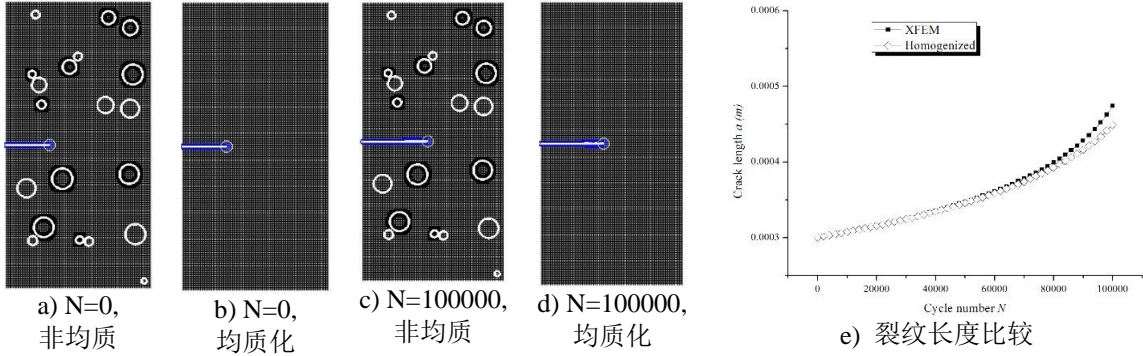 a) N=0,
非均质
b) N=0,
均质化
c) N=100000,
非均质
d) N=100000,
均质化
0.0006
0.0005
0.0004
0.0003
Crack length a (m)
XFEM
Homogenized
0 20000 40000 60000 80000 100000
Cycle number N
e) 裂纹长度比较